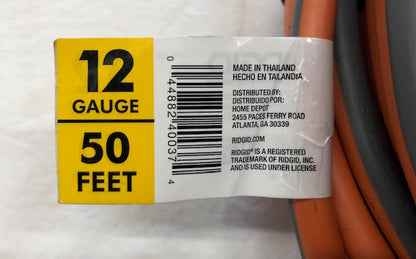 12
GAUGE
50
FEET
0 44882 40037 4
MADE IN THAILAND
HECHO EN TALANDIA
DISTRIBUTED BY:
DISTRIBUIDO POR:
HOME DEPOT
2455 PACES FERRY ROAD
ATLANTA, GA 30339
RIDGID.COM
RIDGID® IS A REGISTERED
TRADEMARK OF RIDGID, INC.
AND IS USED UNDER LICENSE